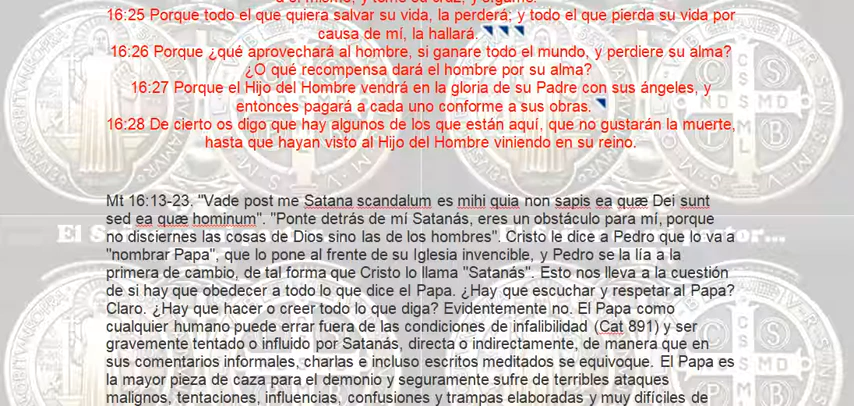 a sí mismo, y tome su cruz, y sígame.
16:25 Porque todo el que quiera salvar su vida, la perderá; y todo el que pierda su vida por
causa de mí, la hallará.
16:26 Porque ¿qué aprovechará al hombre, si ganare todo el mundo, y perdiere su alma?
¿O qué recompensa dará el hombre por su alma?
16:27 Porque el Hijo del Hombre vendrá en la gloria de su Padre con sus ángeles, y
entonces pagará a cada uno conforme a sus obras.
16:28 De cierto os digo que hay algunos de los que están aquí, que no gustarán la muerte,
hasta que hayan visto al Hijo del Hombre viniendo en su reino.
Mt 16:13-23. "Vade post me Satana scandalum es mihi quia non sapis ea quæ Dei sunt
sed ea quæ hominum". "Ponte detrás de mí Satanás, eres un obstáculo para mí, porque
no disciernes las cosas de Dios sino las de los hombres". Cristo le dice a Pedro que lo va a
"nombrar Papa", que lo pone al frente de su Iglesia invencible, y Pedro se la lía a la
primera de cambio, de tal forma que Cristo lo llama "Satanás". Esto nos lleva a la cuestión
de si hay que obedecer a todo lo que dice el Papa. ¿Hay que escuchar y respetar al Papa?
Claro. ¿Hay que hacer o creer todo lo que diga? Evidentemente no. El Papa como
cualquier humano puede errar fuera de las condiciones de infalibilidad (Cat 891) y ser
gravemente tentado o influido por Satanás, directa o indirectamente, de manera que en
sus comentarios informales, charlas e incluso escritos meditados se equivoque. El Papa es
la mayor pieza de caza para el demonio y seguramente sufre de terribles ataques
malignos, tentaciones, influencias, confusiones y trampas elaboradas y muy difíciles de